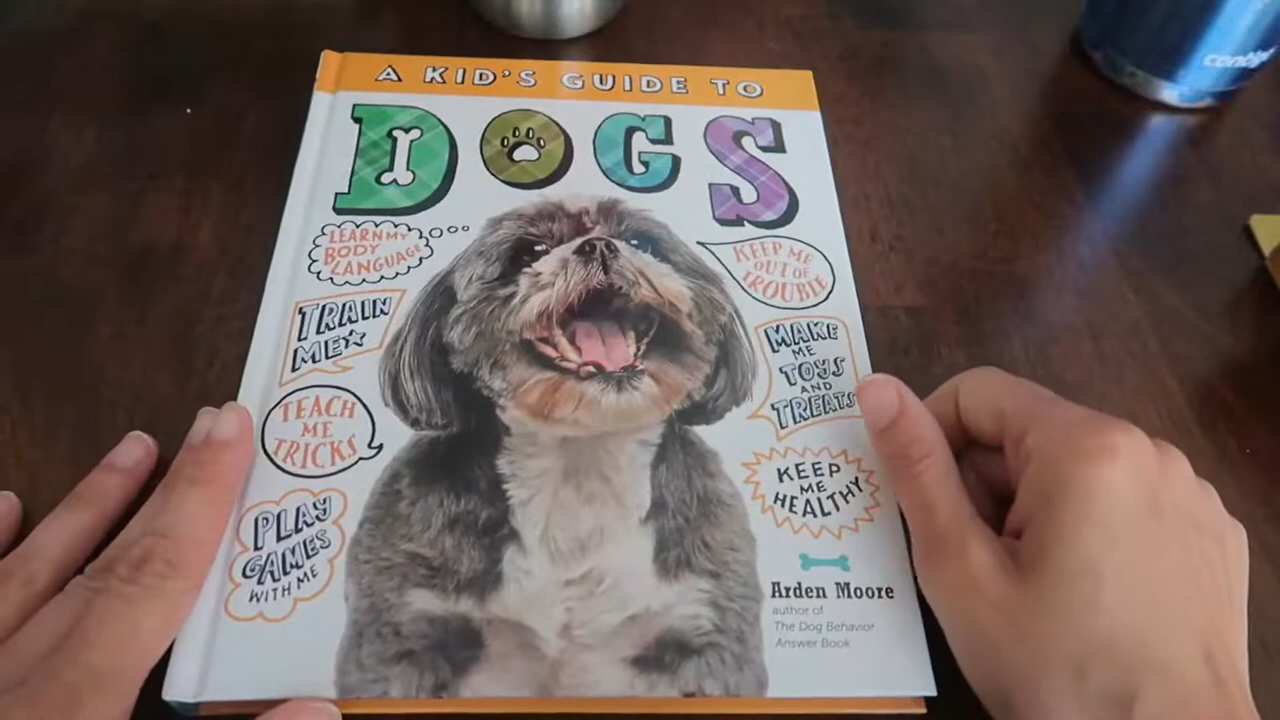 A KID'S GUIDE TO
DOGS
LEARN MY
BODY
LANGUAGE
TRAIN
ME
TEACH
ME
TRICKS
PLAY
GAMES
WITH ME
KEEP ME
OUT OF
TROUBLE
MAKE
ME
TOYS
AND
TREATS
KEEP
ME
HEALTHY
Arden Moore
author of
The Dog Behavior
Answer Book